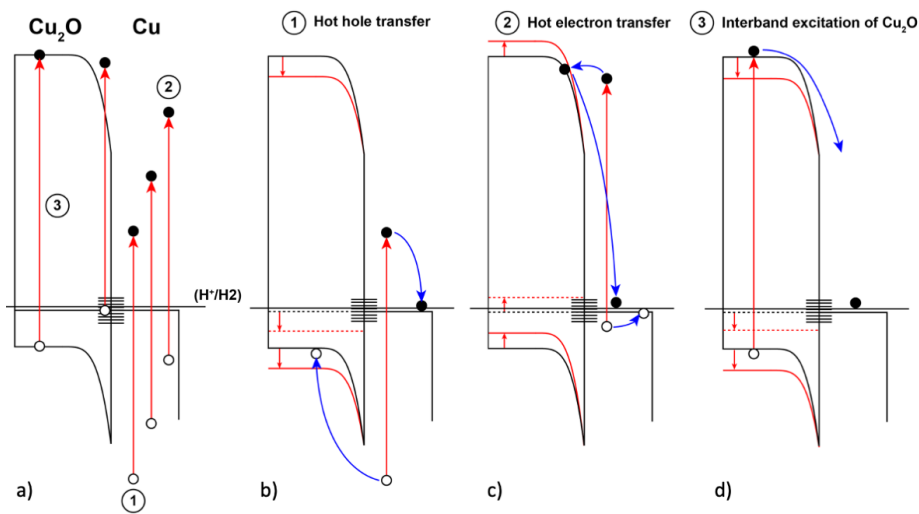 Cu₂O Cu
① Hot hole transfer
② Hot electron transfer
③ Interband excitation of Cu₂O
②
③
(H⁺/H2)
①
a)
b)
c)
d)